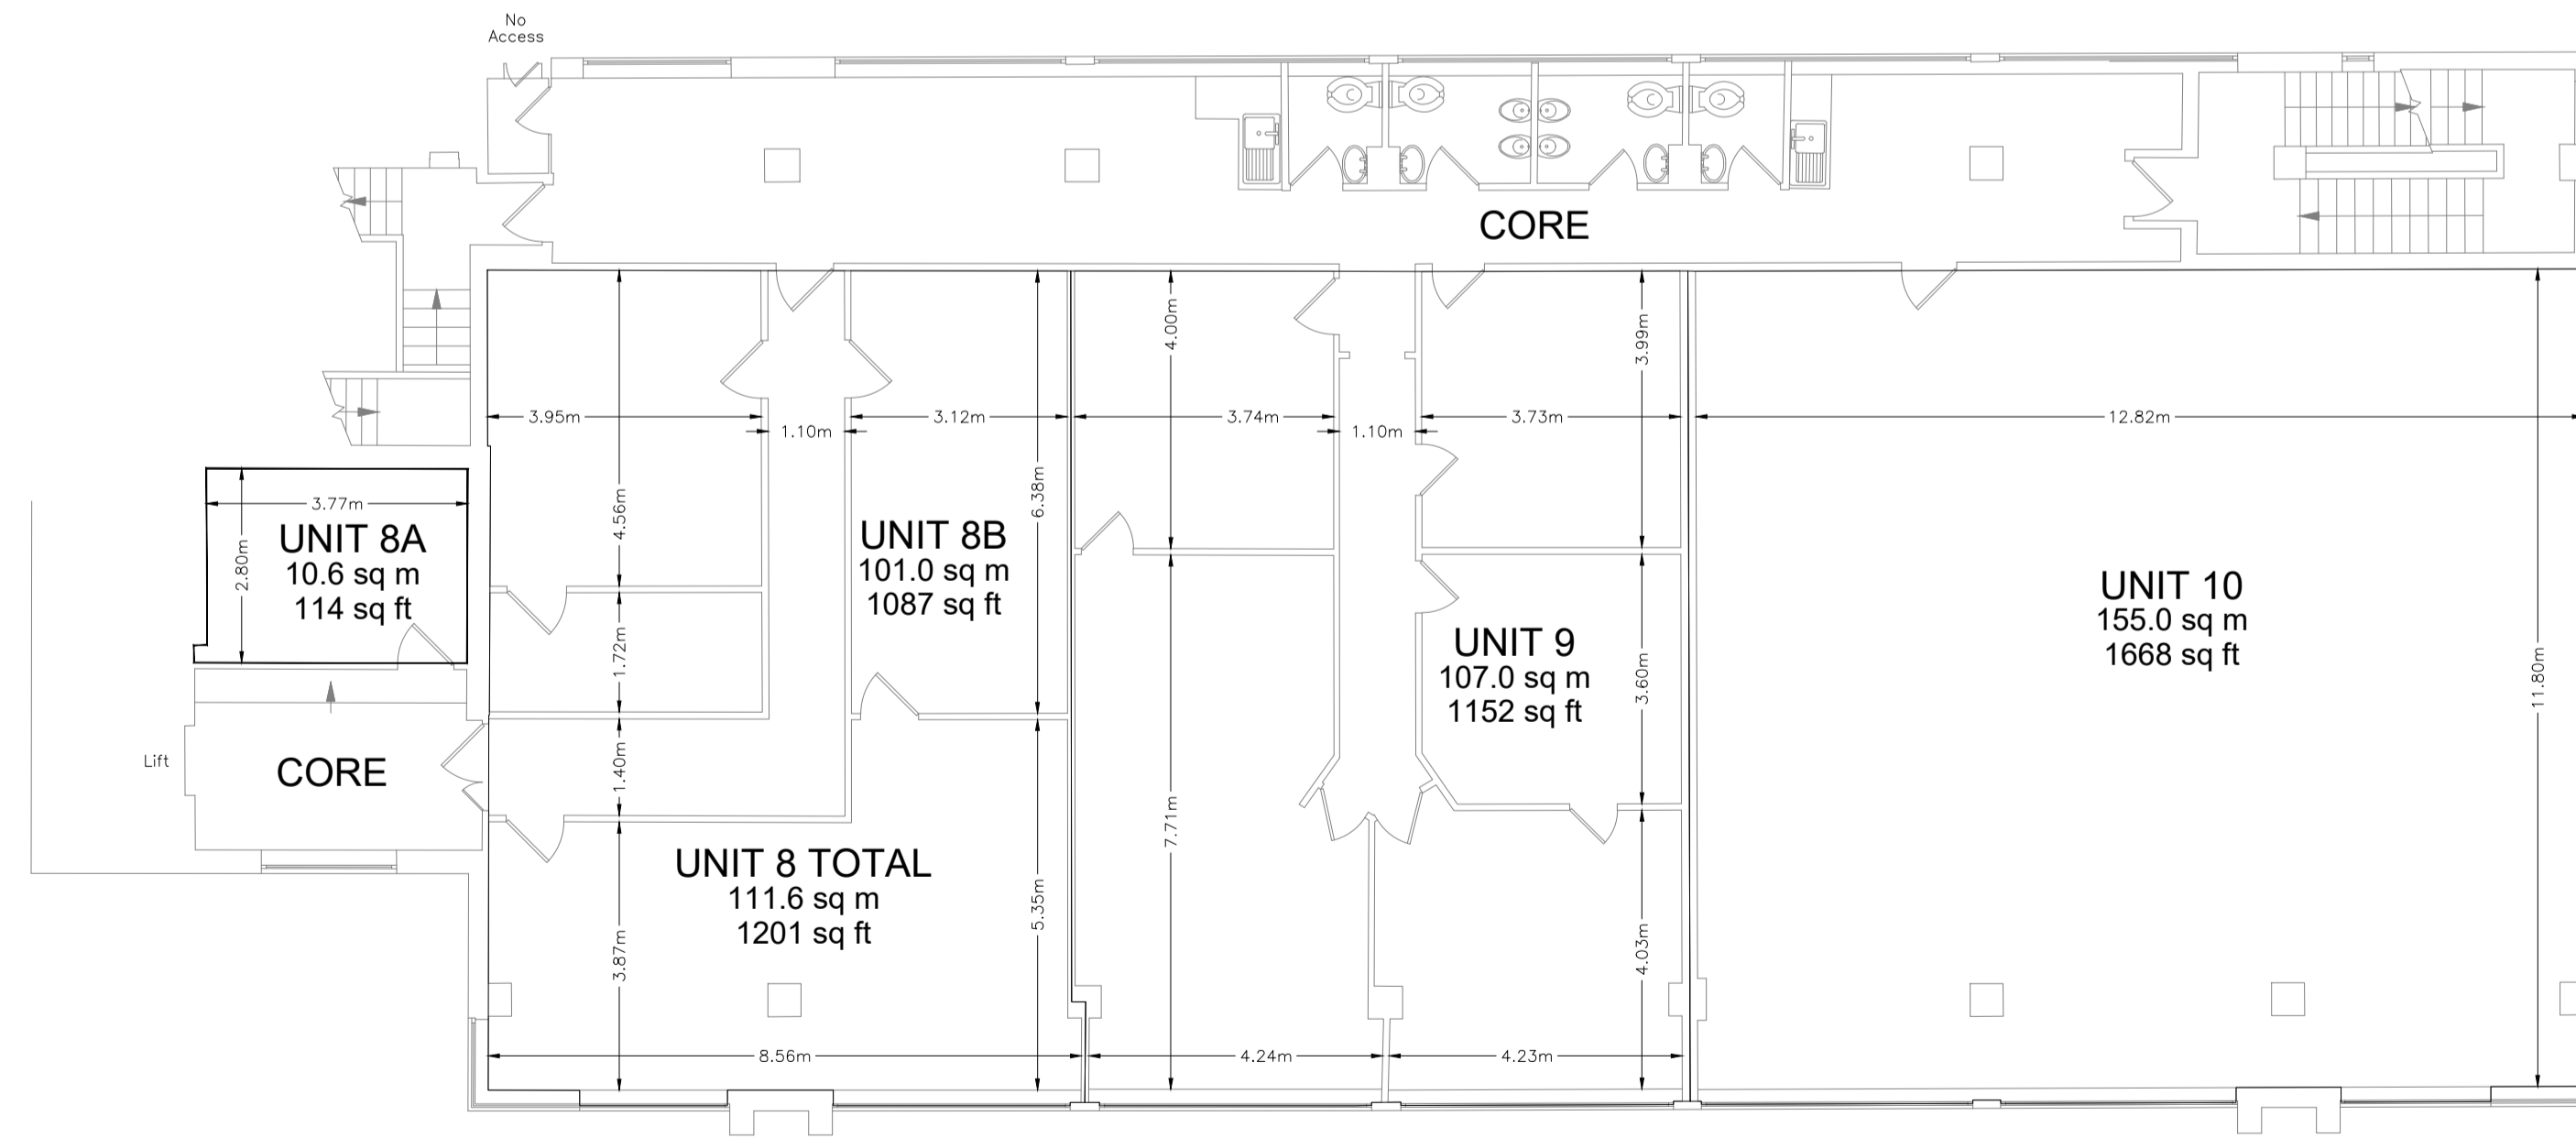 No
Access
CORE
4.00m
3.99m
3.95m
1.10m
3.12m
3.74m
1.10m
3.73m
12.82m
6.38m
4.56m
3.77m
2.80m
UNIT 8A
10.6 sq m
114 sq ft
UNIT 8B
101.0 sq m
1087 sq ft
UNIT 9
107.0 sq m
1152 sq ft
UNIT 10
155.0 sq m
1668 sq ft
1.72m
3.60m
11.80m
Lift
CORE
1.40m
7.71m
UNIT 8 TOTAL
111.6 sq m
1201 sq ft
3.87m
5.35m
4.03m
8.56m
4.24m
4.23m